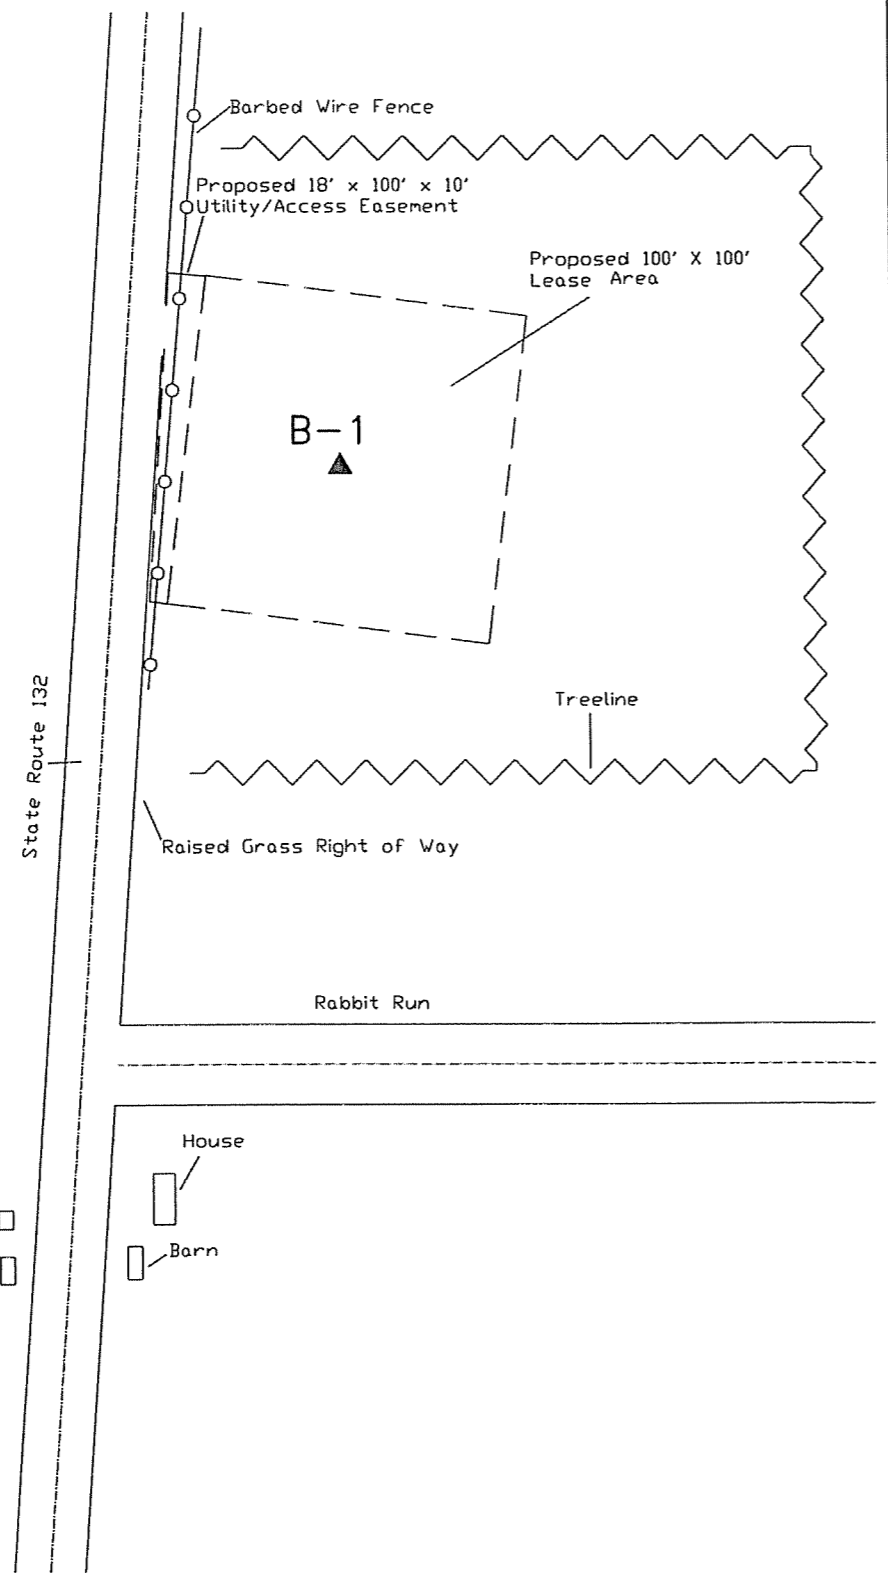 Barbed Wire Fence
Proposed 18' x 100' x 10'
Utility/Access Easement
Proposed 100' X 100'
Lease Area
B-1
Treeline
State Route 132
Raised Grass Right of Way
Rabbit Run
House
Barn